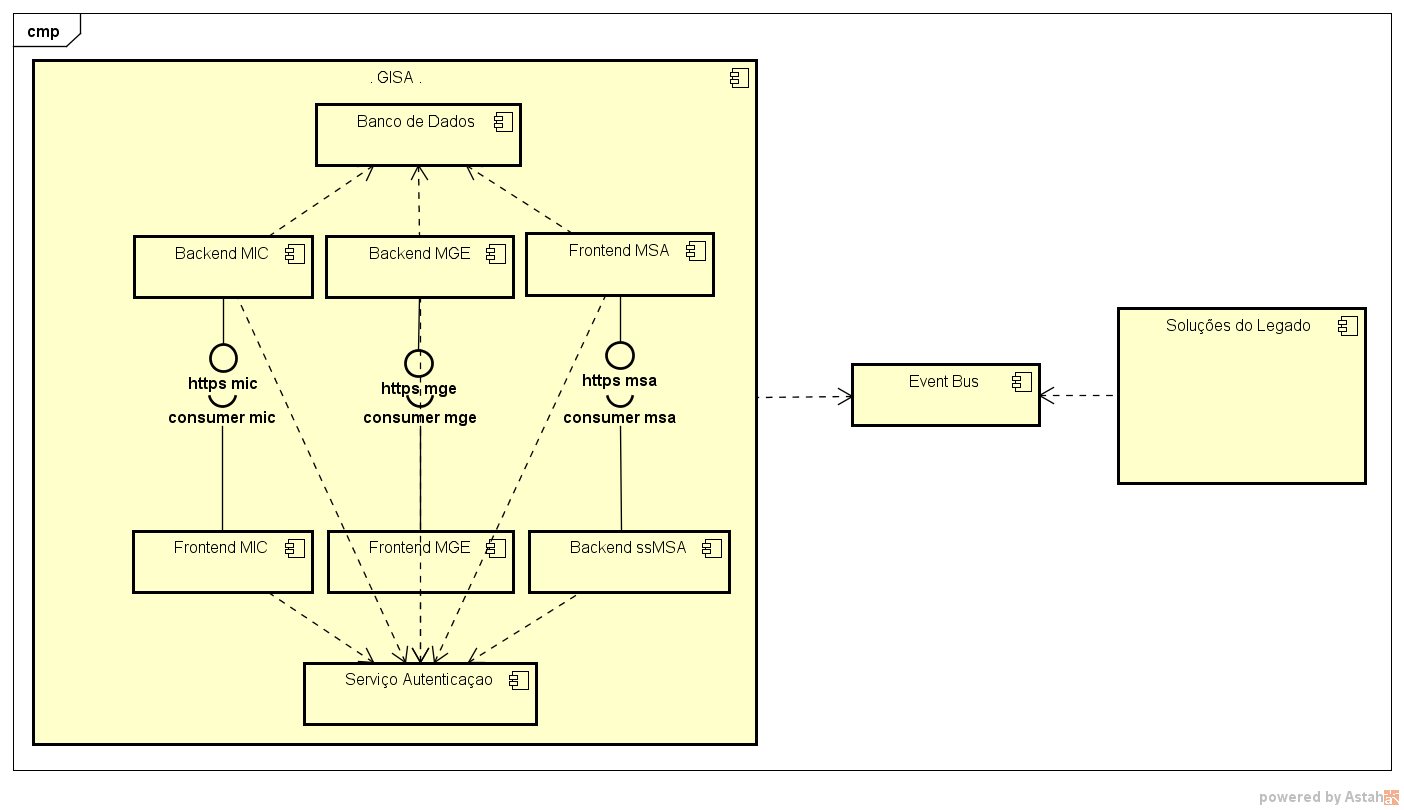 cmp
. GISA .
Banco de Dados
Backend MIC
Backend MGE
Frontend MSA
https mic
https mge
https msa
consumer mic
consumer mge
consumer msa
Frontend MIC
Frontend MGE
Backend ssMSA
Serviço Autenticaçao
Event Bus
Soluções do Legado
powered by Astah